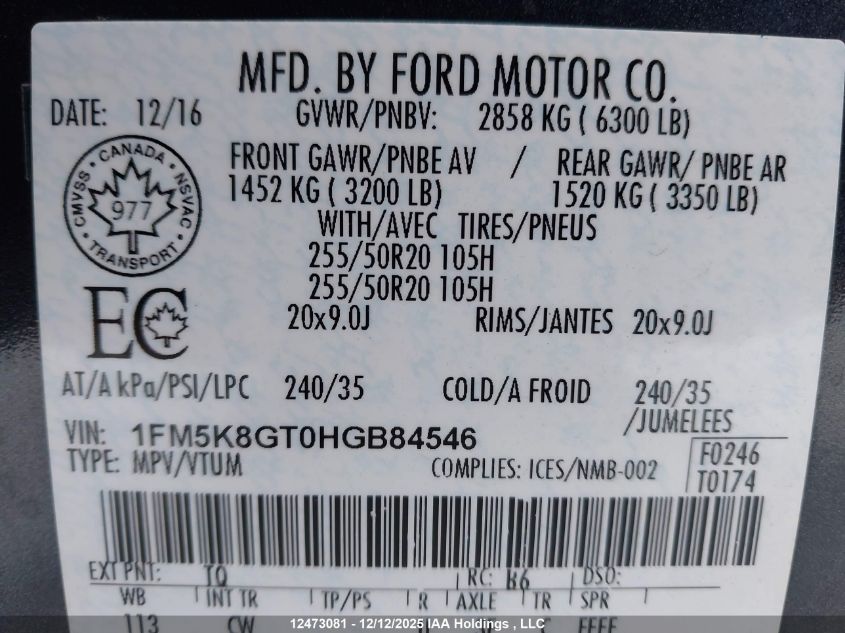 MFD. BY FORD MOTOR CO.
DATE: 12/16 GVWR/PNBV: 2858 KG ( 6300 LB)
FRONT GAWR/PNBE AV / REAR GAWR/ PNBE AR
1452 KG ( 3200 LB) 1520 KG ( 3350 LB)
WITH/AVEC TIRES/PNEUS
255/50R20 105H
255/50R20 105H
20x9.0J RIMS/JANTES 20x9.0J
CANADA
CMVSS NSVAC
977
TRANSPORT
EC
AT/A kPa/PSI/LPC 240/35 COLD/A FROID 240/35
/JUMELEES
VIN: 1FM5K8GT0HGB84546
TYPE: MPV/VTUM COMPLIES: ICES/NMB-002
F0246
T0174
EXT PNT: RC: DSO:
WB INT TR TP/PS R AXLE TR SPR
113 CW
12473081 - 12/12/2025 IAA Holdings , LLC